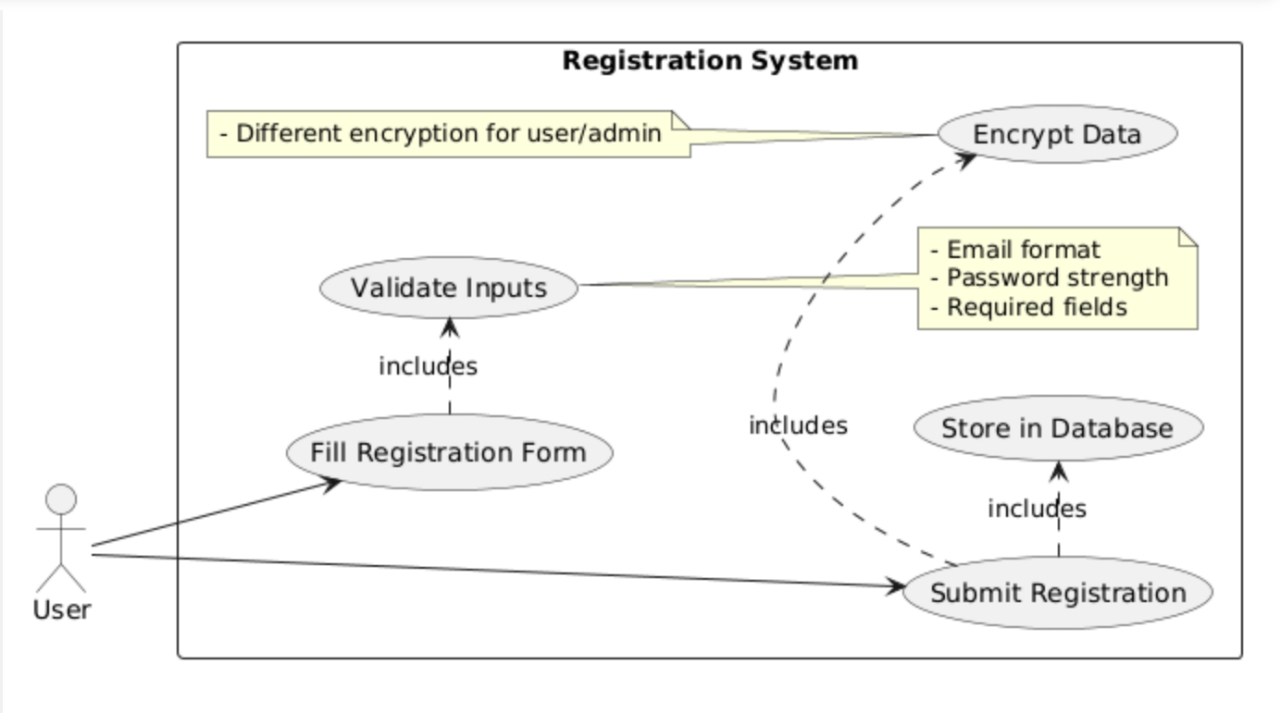 Registration System
- Different encryption for user/admin
Encrypt Data
- Email format
- Password strength
- Required fields
Validate Inputs
includes
includes
Store in Database
Fill Registration Form
includes
Submit Registration
User